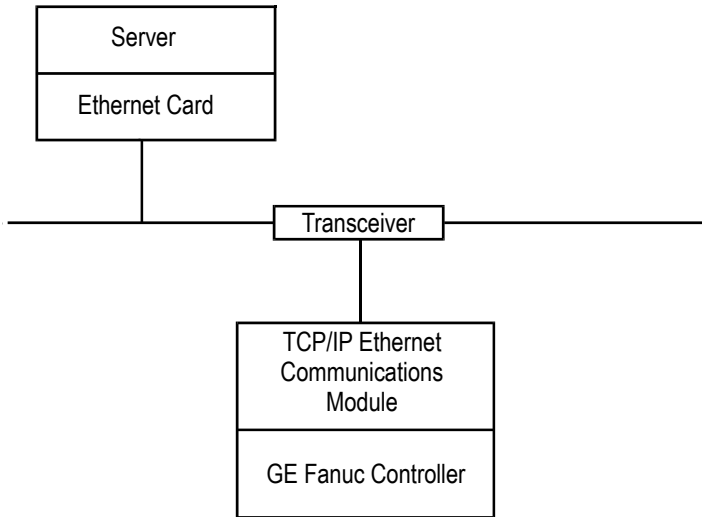 Server
Ethernet Card
Transceiver
TCP/IP Ethernet
Communications
Module
GE Fanuc Controller